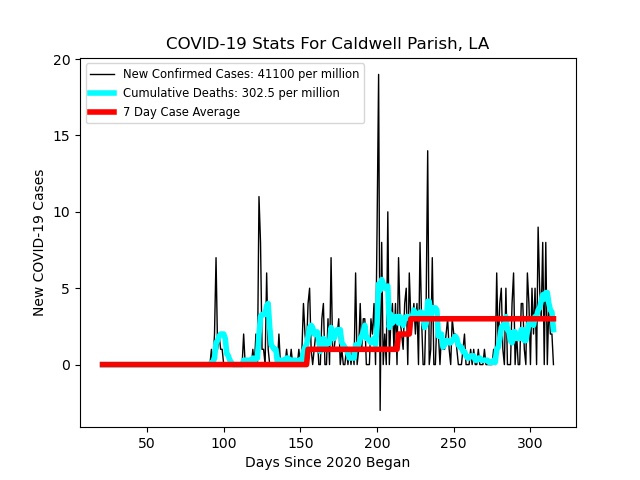 COVID-19 Stats For Caldwell Parish, LA
New Confirmed Cases: 41100 per million
Cumulative Deaths: 302.5 per million
7 Day Case Average
New COVID-19 Cases
20
15
10
5
0
50 100 150 200 250 300
Days Since 2020 Began